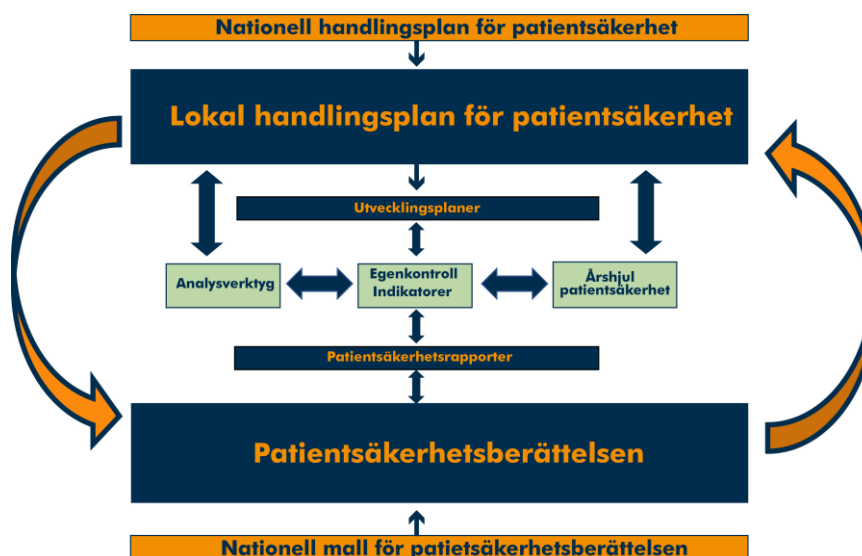 Nationell handlingsplan för patientsäkerhet
Lokal handlingsplan för patientsäkerhet
Utvecklingsplaner
Analysverktyg
Egenkontroll
Indikatorer
Årshjul
patientsäkerhet
Patientsäkerhetsrapporter
Patientsäkerhetsberättelsen
Nationell mall för patietsäkerhetsberättelsen